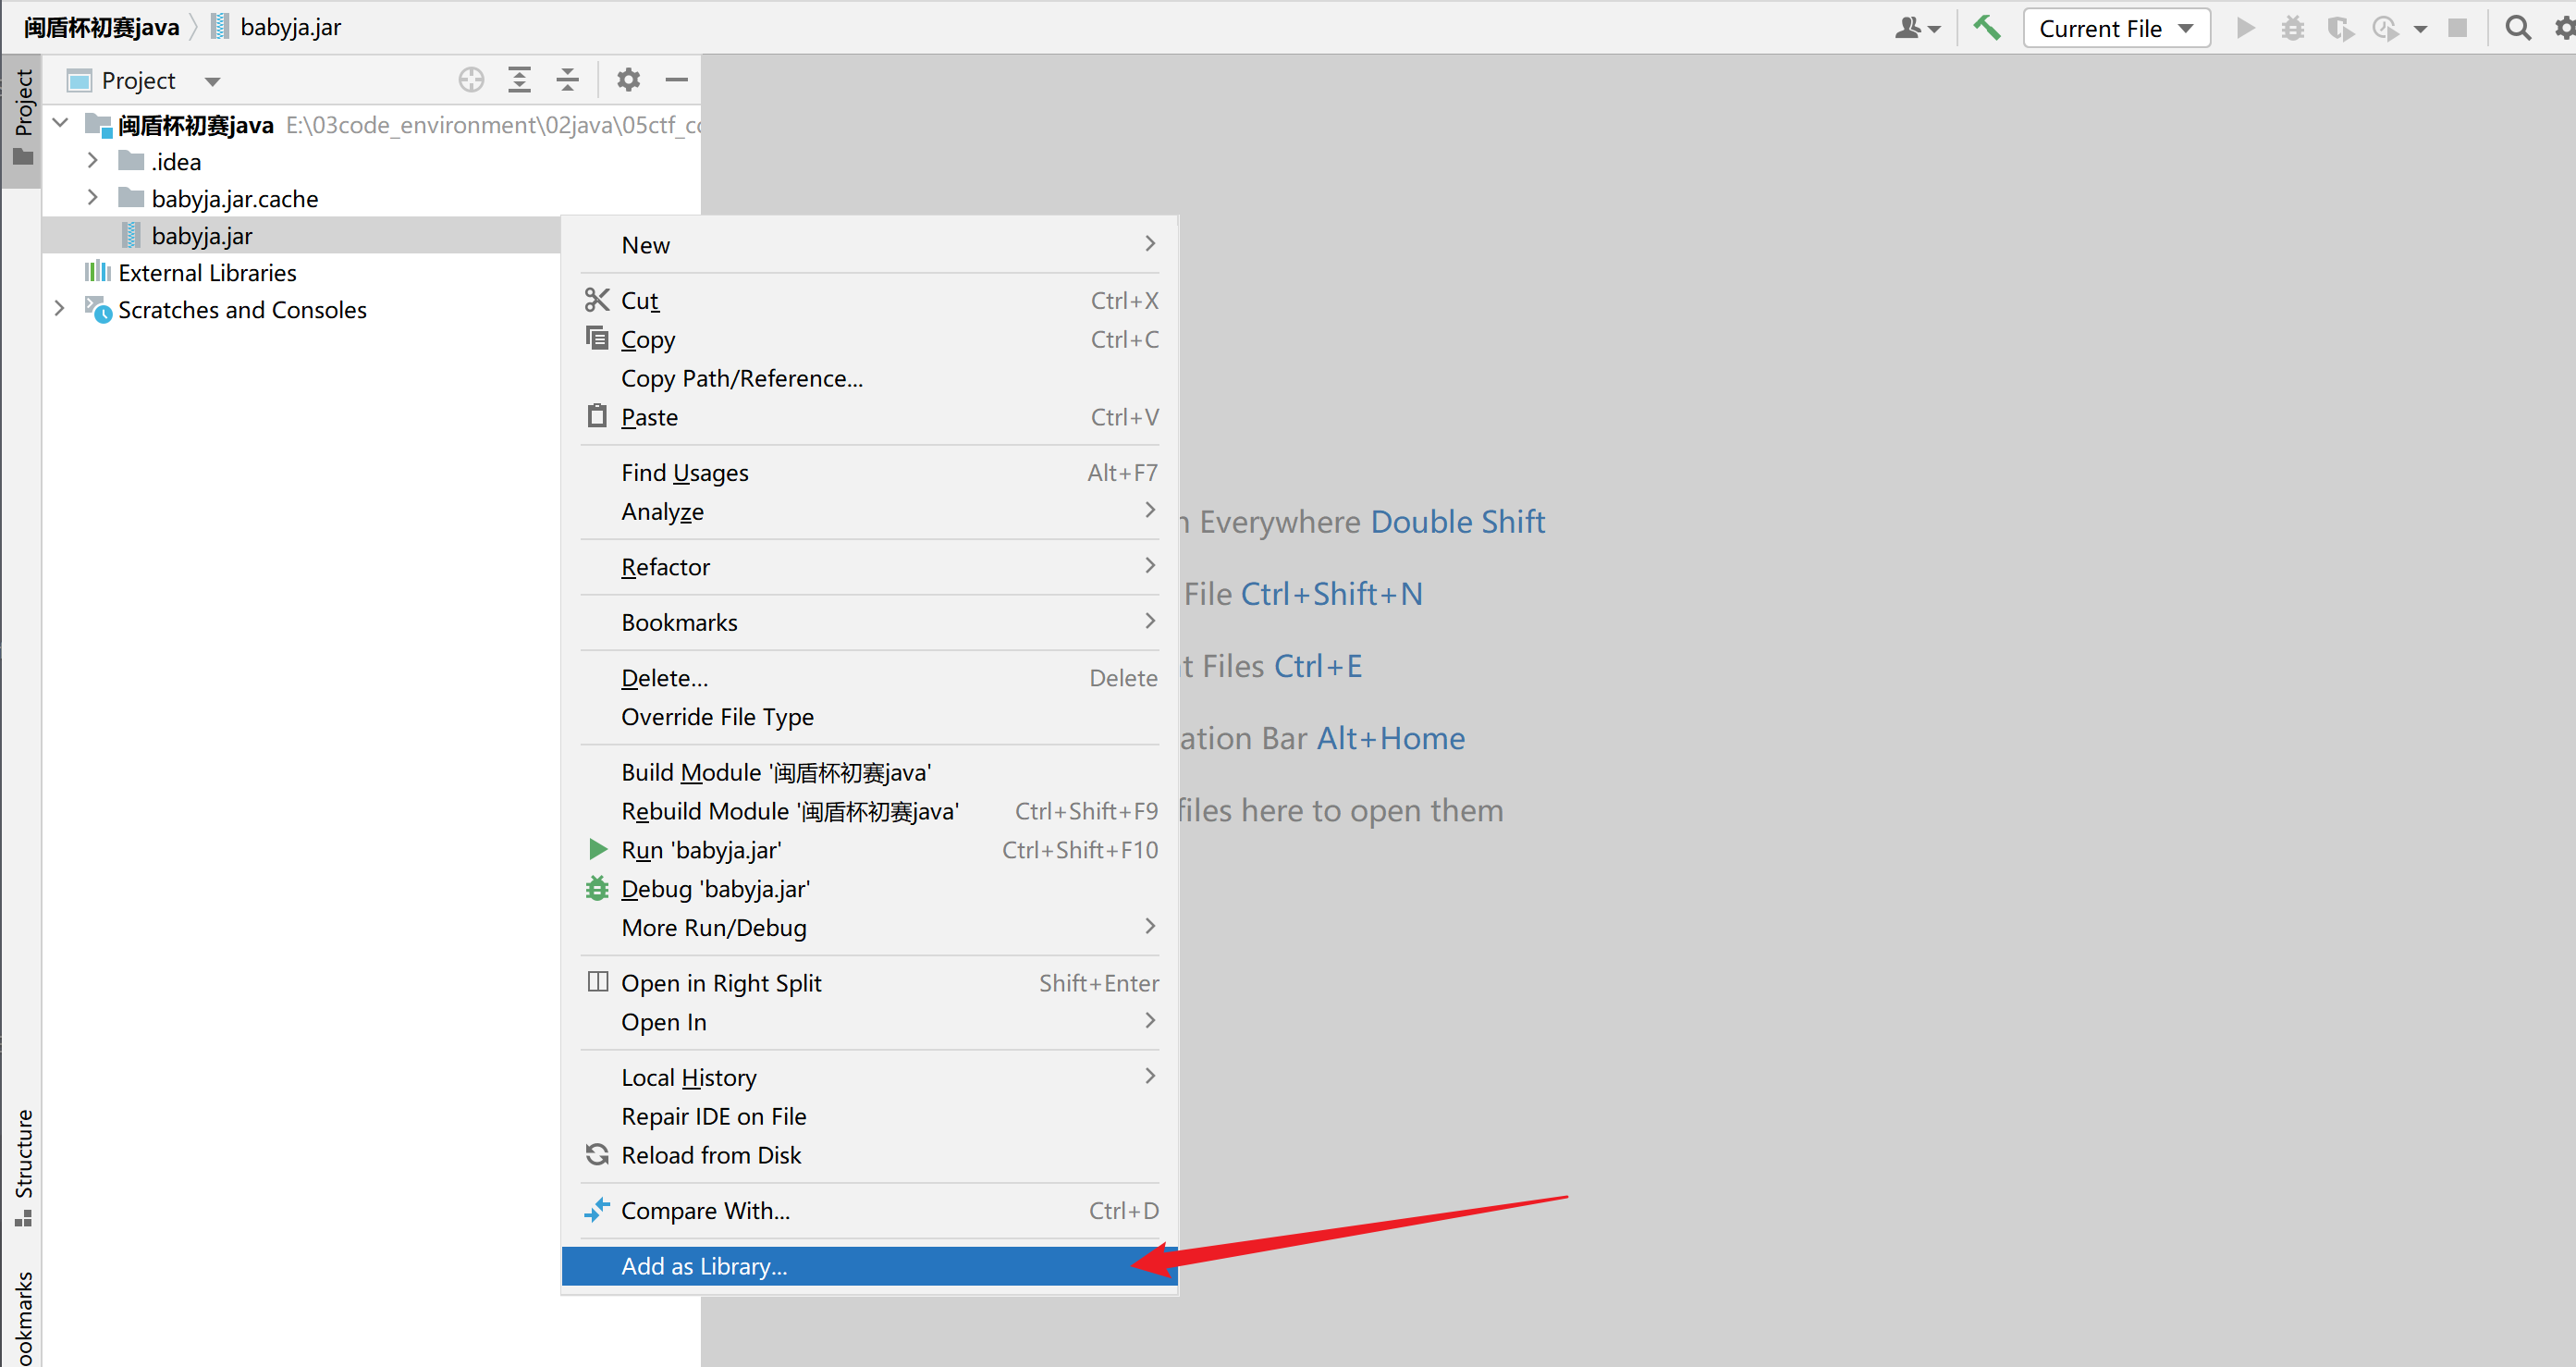 闽盾杯初赛java babyja.jar
Current File
Project
Project
闽盾杯初赛java E:\03code_environment\02java\05ctf_
.idea
babyja.jar.cache
babyja.jar
External Libraries
Scratches and Consoles
New
Cut Ctrl+X
Copy Ctrl+C
Copy Path/Reference...
Paste Ctrl+V
Find Usages Alt+F7
Analyze
Refactor
Bookmarks
Delete... Delete
Override File Type
Build Module '闽盾杯初赛java'
Rebuild Module '闽盾杯初赛java' Ctrl+Shift+F9
Run 'babyja.jar' Ctrl+Shift+F10
Debug 'babyja.jar'
More Run/Debug
Open in Right Split Shift+Enter
Open In
Local History
Repair IDE on File
Reload from Disk
Compare With... Ctrl+D
Add as Library...
Everywhere Double Shift
File Ctrl+Shift+N
t Files Ctrl+E
ation Bar Alt+Home
files here to open them
Structure
ookmarks